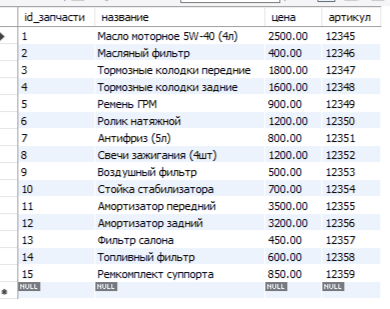 id_запчасти название цена артикул
1 Масло моторное 5W-40 (4л) 2500.00 12345
2 Масляный фильтр 400.00 12346
3 Тормозные колодки передние 1800.00 12347
4 Тормозные колодки задние 1600.00 12348
5 Ремень ГРМ 900.00 12349
6 Ролик натяжной 1200.00 12350
7 Антифриз (5л) 800.00 12351
8 Свечи зажигания (4шт) 1200.00 12352
9 Воздушный фильтр 500.00 12353
10 Стойка стабилизатора 700.00 12354
11 Амортизатор передний 3500.00 12355
12 Амортизатор задний 3200.00 12356
13 Фильтр салона 450.00 12357
14 Топливный фильтр 600.00 12358
15 Ремкомплект суппорта 850.00 12359
NULL NULL NULL NULL